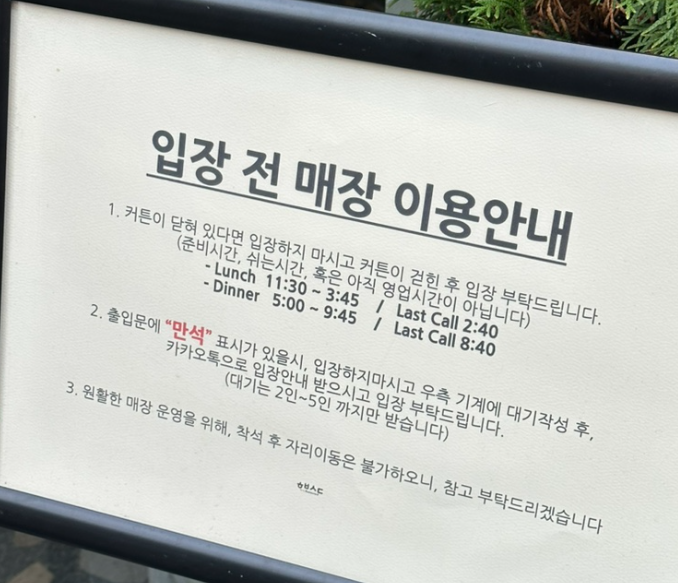 입장 전 매장 이용안내
1. 커튼이 닫혀 있다면 입장하지 마시고 커튼이 걷힌 후 입장 부탁드립니다.
(준비시간, 쉬는시간, 혹은 아직 영업시간이 아닙니다)
- Lunch 11:30 ~ 3:45 / Last Call 2:40
- Dinner 5:00 ~ 9:45 / Last Call 8:40
2. 출입문에 “만석” 표시가 있을시, 입장하지마시고 우측 기계에 대기작성 후,
카카오톡으로 입장안내 받으시고 입장 부탁드립니다.
(대기는 2인~5인 까지만 받습니다)
3. 원활한 매장 운영을 위해, 착석 후 자리이동은 불가하오니, 참고 부탁드리겠습니다